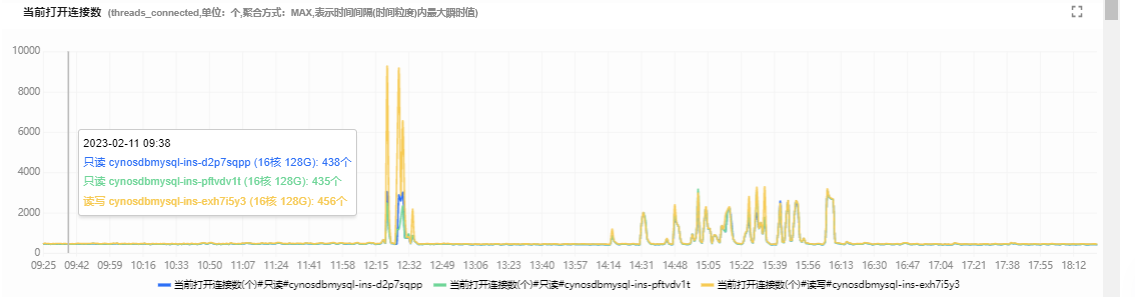 当前打开连接数 (threads_connected,单位：个,聚合方式：MAX,表示时间间隔(时间粒度)内最大瞬时值)
10000
8000
6000
4000
2000
0
2023-02-11 09:38
只读 cynosdbmysql-ins-d2p7sqpp (16核 128G): 438个
只读 cynosdbmysql-ins-pftvdv1t (16核 128G): 435个
读写 cynosdbmysql-ins-exh7i5y3 (16核 128G): 456个
09:25 09:42 09:59 10:16 10:33 10:50 11:07 11:24 11:41 11:58 12:15 12:32 12:49 13:06 13:23 13:40 13:57 14:14 14:31 14:48 15:05 15:22 15:39 15:56 16:13 16:30 16:47 17:04 17:21 17:38 17:55 18:12
当前打开连接数(个)#只读#cynosdbmysql-ins-d2p7sqpp 当前打开连接数(个)#只读#cynosdbmysql-ins-pftvdv1t 当前打开连接数(个)#读写#cynosdbmysql-ins-exh7i5y3